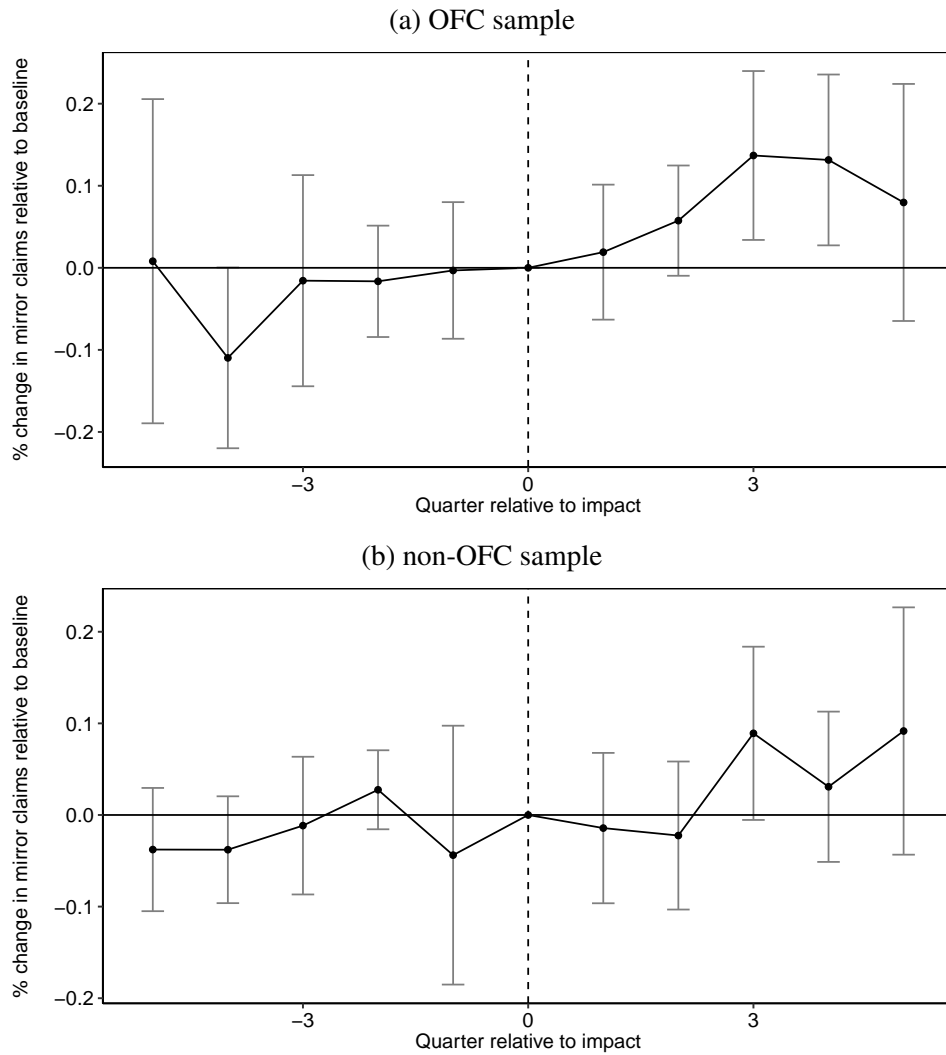 (a) OFC sample
% change in mirror claims relative to baseline
0.2
0.1
0.0
−0.1
−0.2
−3 0 3
Quarter relative to impact
(b) non-OFC sample
% change in mirror claims relative to baseline
0.2
0.1
0.0
−0.1
−0.2
−3 0 3
Quarter relative to impact